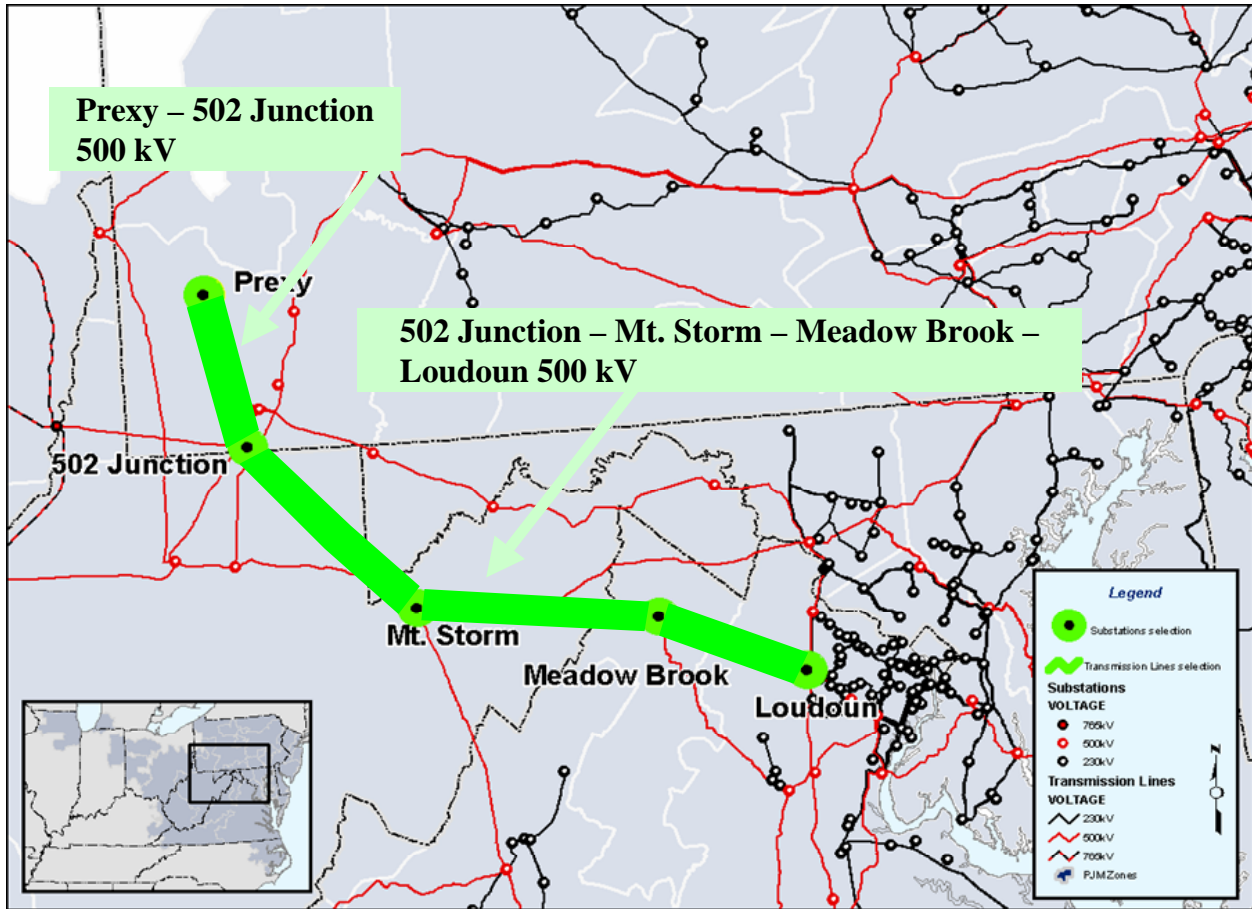 Prexy – 502 Junction
500 kV
Prexy
502 Junction – Mt. Storm – Meadow Brook –
Loudoun 500 kV
502 Junction
Mt. Storm
Meadow Brook
Loudoun
Legend
Substations selection
Transmission Lines selection
Substations
VOLTAGE
765kV
500kV
230kV
Transmission Lines
VOLTAGE
230kV
500kV
765kV
PJM Zones
N